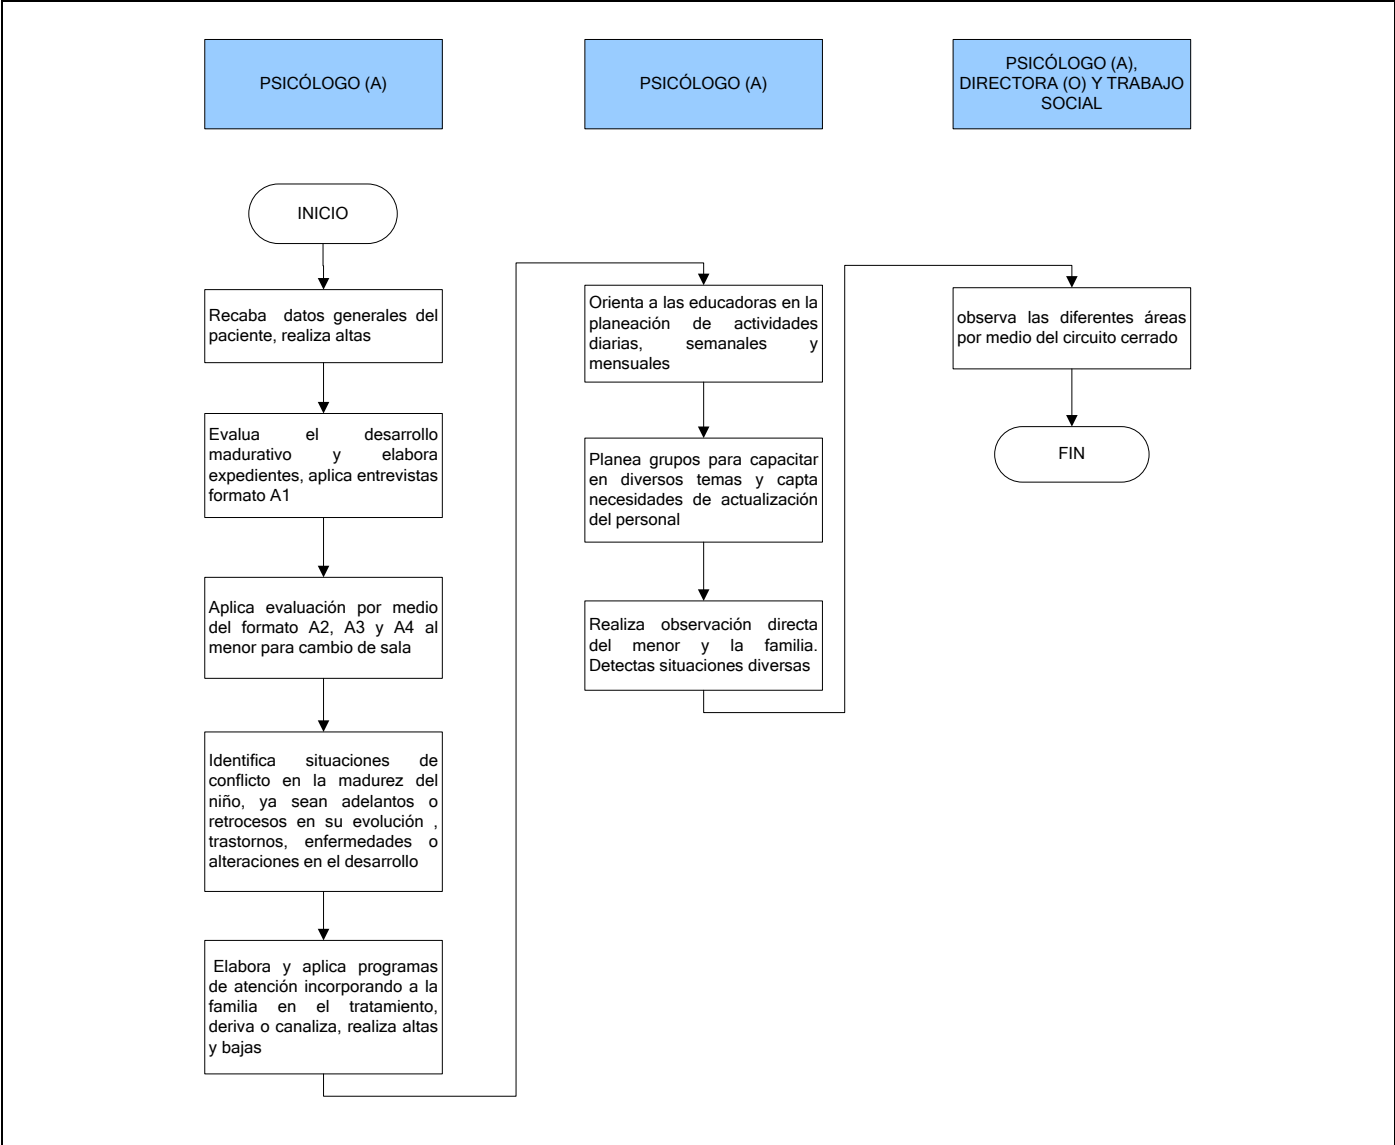 PSICÓLOGO (A)
PSICÓLOGO (A)
PSICÓLOGO (A),
DIRECTORA (O) Y TRABAJO
SOCIAL
INICIO
Recaba datos generales del
paciente, realiza altas
Evalua el desarrollo
madurativo y elabora
expedientes, aplica entrevistas
formato A1
Aplica evaluación por medio
del formato A2, A3 y A4 al
menor para cambio de sala
Identifica situaciones de
conflicto en la madurez del
niño, ya sean adelantos o
retrocesos en su evolución ,
trastornos, enfermedades o
alteraciones en el desarrollo
Elabora y aplica programas
de atención incorporando a la
familia en el tratamiento,
deriva o canaliza, realiza altas
y bajas
Orienta a las educadoras en la
planeación de actividades
diarias, semanales y
mensuales
Planea grupos para capacitar
en diversos temas y capta
necesidades de actualización
del personal
Realiza observación directa
del menor y la familia.
Detectas situaciones diversas
observa las diferentes áreas
por medio del circuito cerrado
FIN